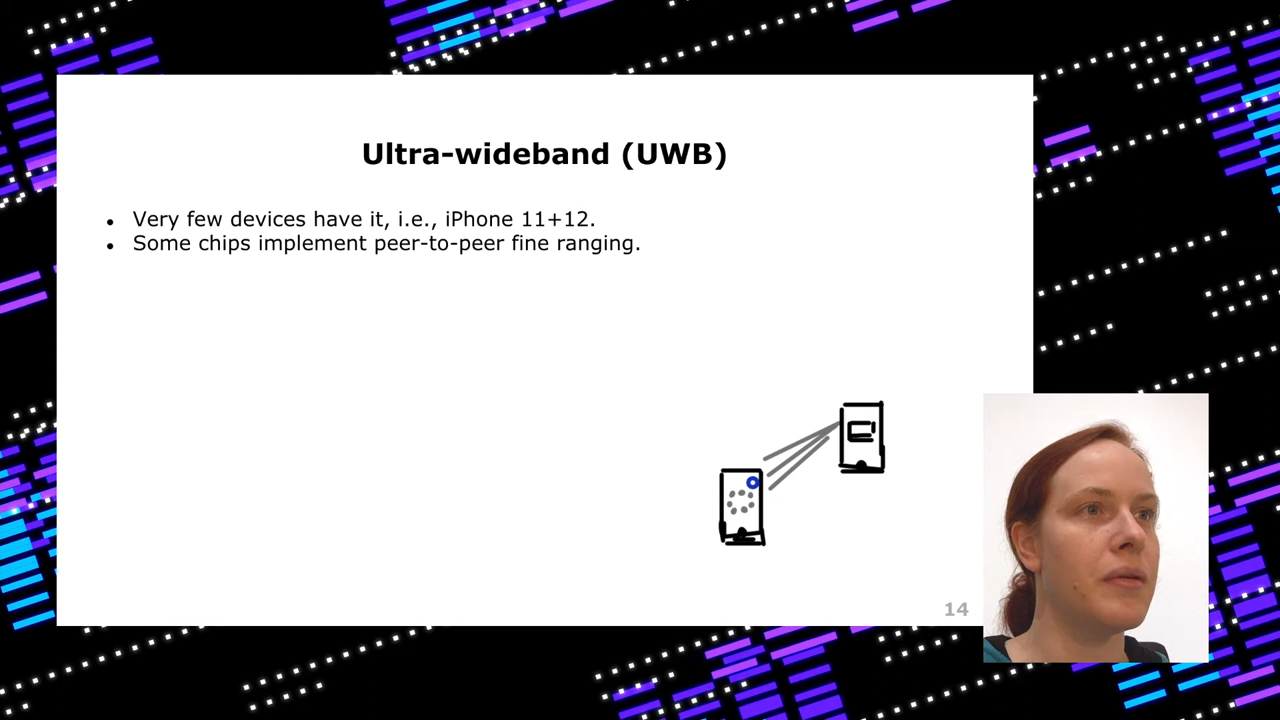 Ultra-wideband (UWB)
• Very few devices have it, i.e., iPhone 11+12.
• Some chips implement peer-to-peer fine ranging.
14